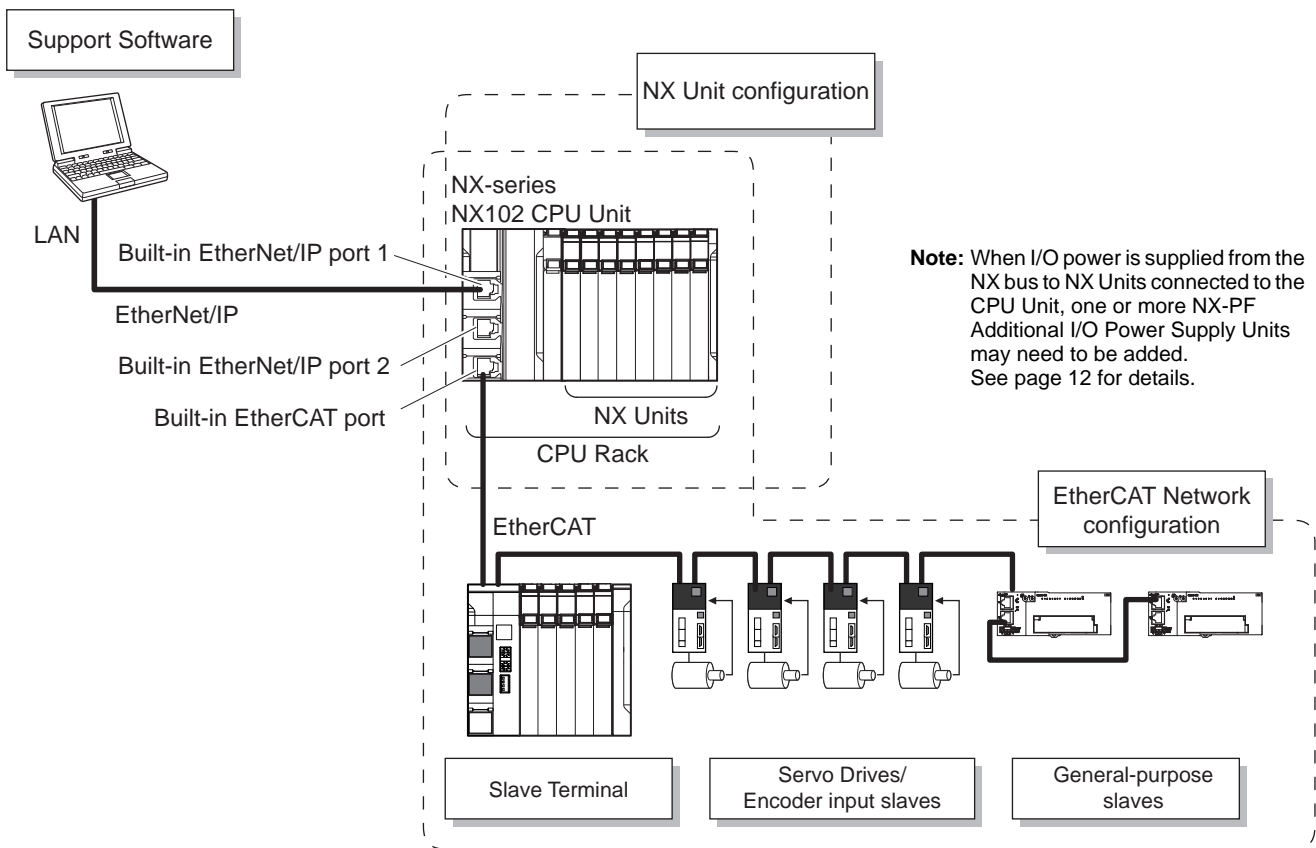 Support Software
NX Unit configuration
NX-series
NX102 CPU Unit
LAN
Built-in EtherNet/IP port 1
EtherNet/IP
Built-in EtherNet/IP port 2
Built-in EtherCAT port
NX Units
CPU Rack
Note: When I/O power is supplied from the
NX bus to NX Units connected to the
CPU Unit, one or more NX-PF
Additional I/O Power Supply Units
may need to be added.
See page 12 for details.
EtherCAT Network
configuration
EtherCAT
Slave Terminal
Servo Drives/
Encoder input slaves
General-purpose
slaves